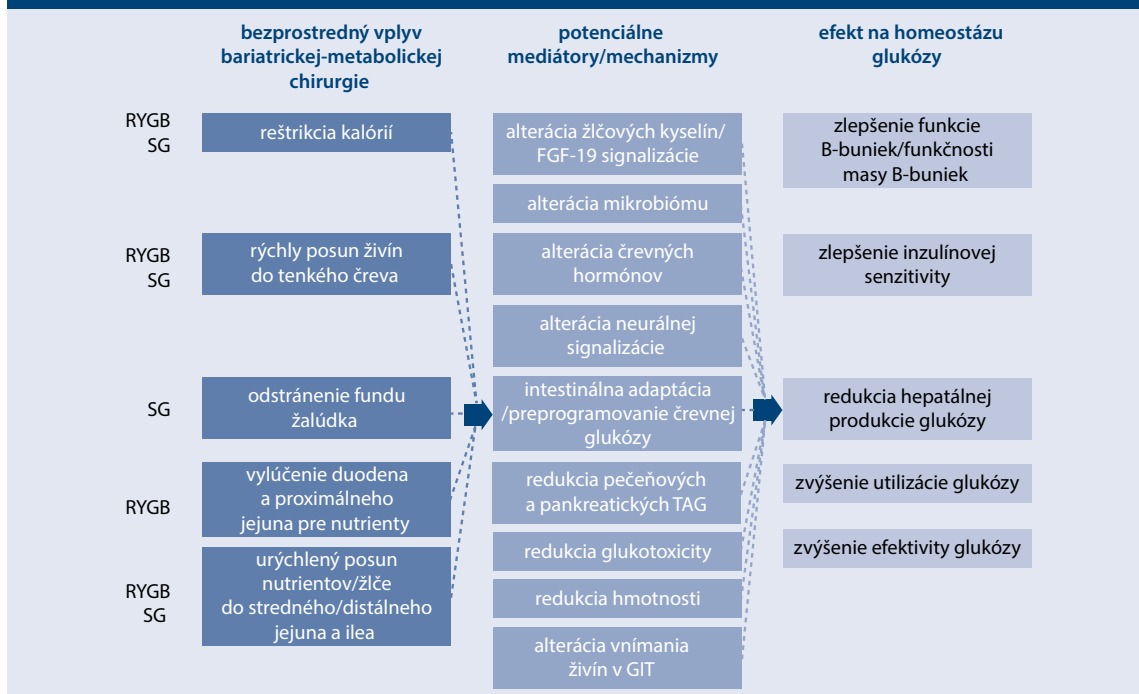 bezprostredný vplyv
bariatrickej-metabolickej
chirurgie
potenciálne
mediátory/mechanizmy
efekt na homeostázu
glukózy
RYGB
SG
reštrikcia kalórií
RYGB
SG
rýchly posun živín
do tenkého čreva
SG
odstránenie fundu
žalúdka
RYGB
vylúčenie duodena
a proximálneho
jejuna pre nutrienty
RYGB
SG
urýchlený posun
nutrientov/žlče
do stredného/distálneho
jejuna a ilea
alterácia žlčových kyselín/
FGF-19 signalizácie
alterácia mikrobiómu
alterácia črevných
hormónov
alterácia neurálnej
signalizácie
intestinálna adaptácia
/preprogramovanie črevnej
glukózy
redukcia pečeňových
a pankreatických TAG
redukcia glukotoxicity
redukcia hmotnosti
alterácia vnímania
živín v GIT
zlepšenie funkcie
B-buniek/funkčnosti
masy B-buniek
zlepšenie inzulínovej
senzitivity
redukcia hepatálnej
produkcie glukózy
zvýšenie utilizácie glukózy
zvýšenie efektivity glukózy